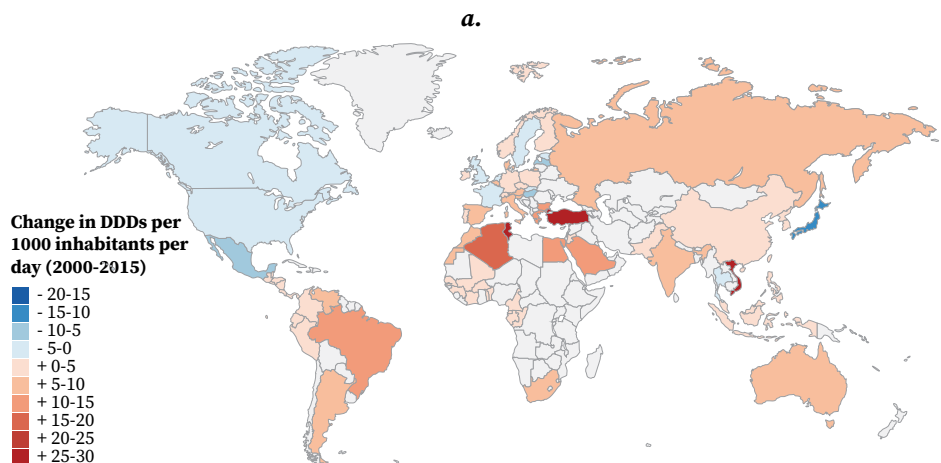 a.
Change in DDDs per
1000 inhabitants per
day (2000-2015)
- 20-15
- 15-10
- 10-5
- 5-0
+ 0-5
+ 5-10
+ 10-15
+ 15-20
+ 20-25
+ 25-30